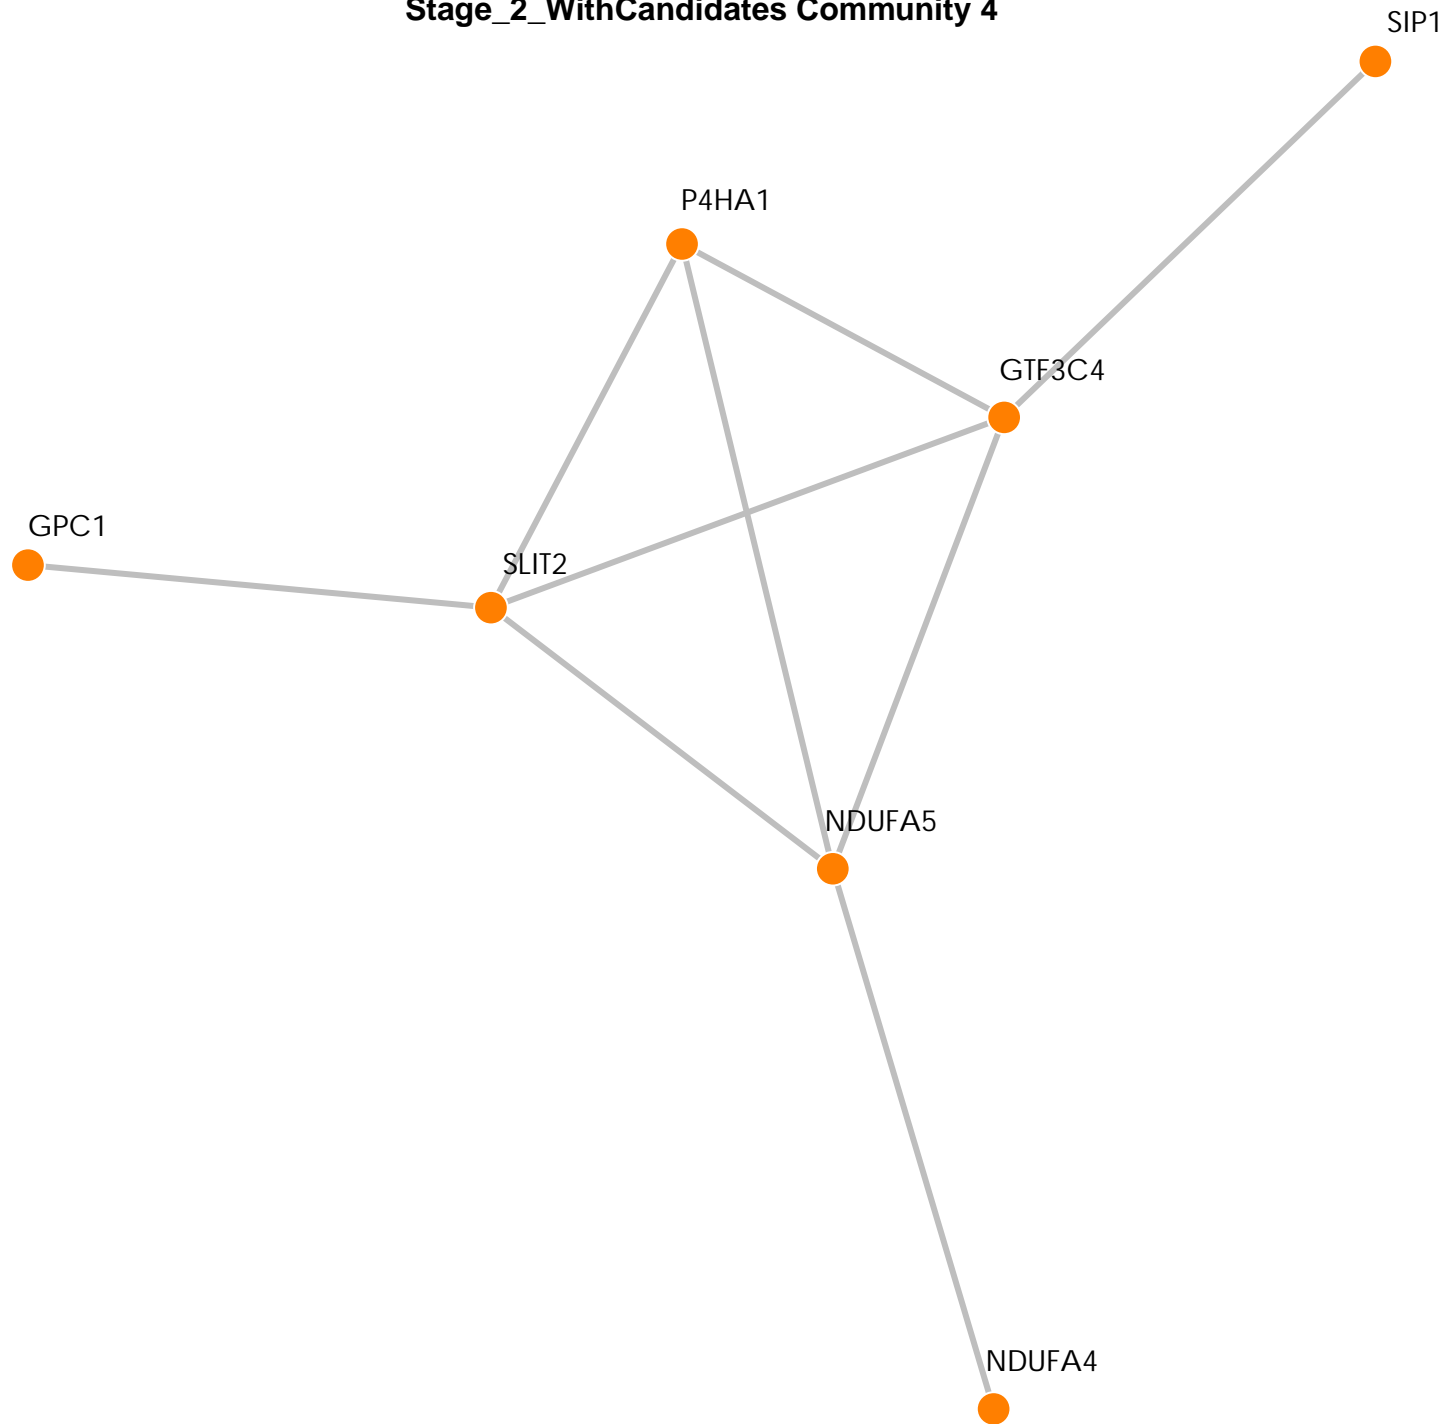 Stage_2_WithCandidates Community 4
SIP1
P4HA1
GTF3C4
GPC1
SLIT2
NDUFA5
NDUFA4